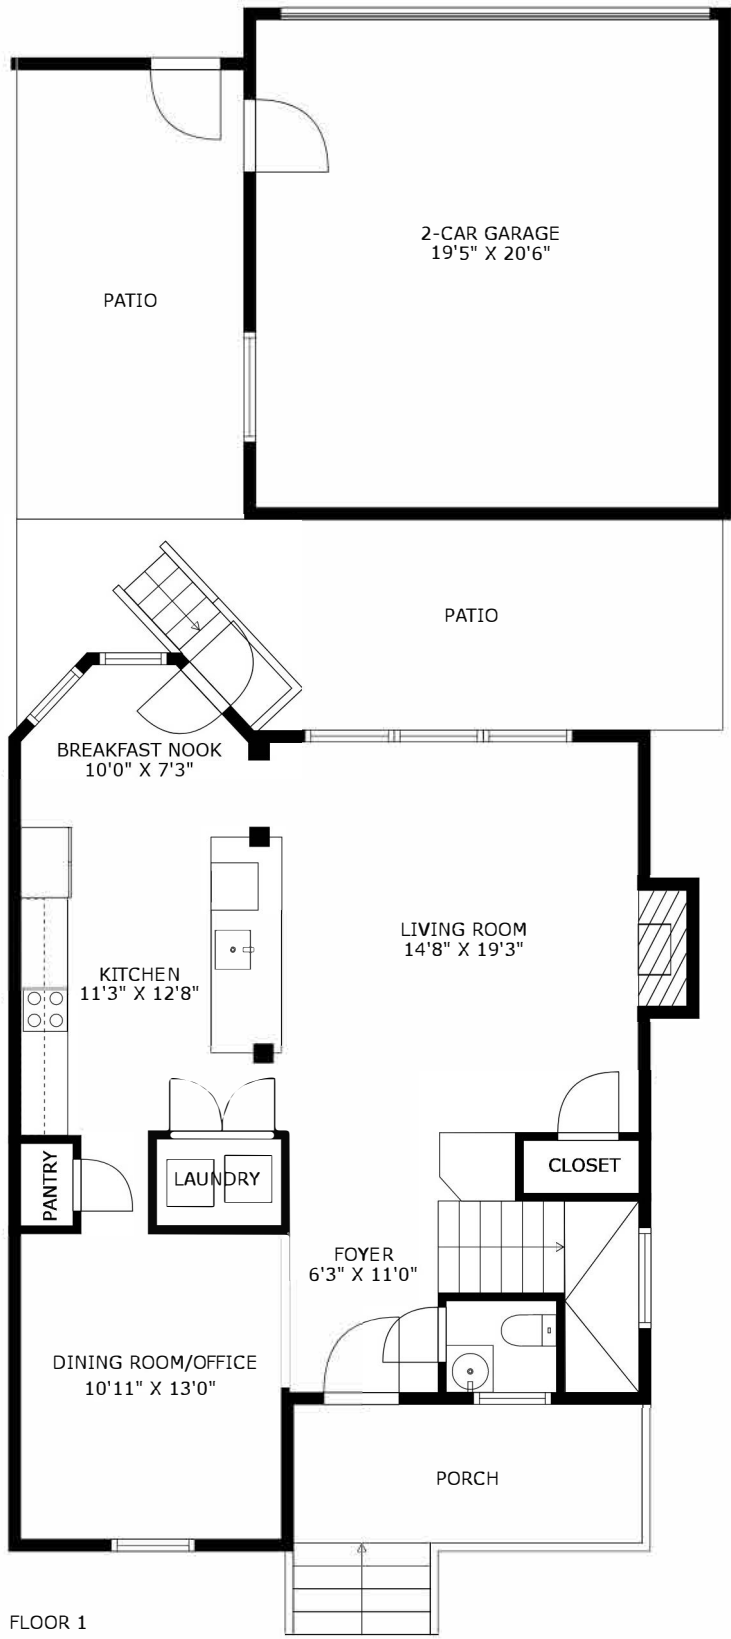 2-CAR GARAGE
19'5" X 20'6"
PATIO
PATIO
BREAKFAST NOOK
10'0" X 7'3"
LIVING ROOM
14'8" X 19'3"
KITCHEN
11'3" X 12'8"
PANTRY
LAUNDRY
CLOSET
FOYER
6'3" X 11'0"
DINING ROOM/OFFICE
10'11" X 13'0"
PORCH
FLOOR 1